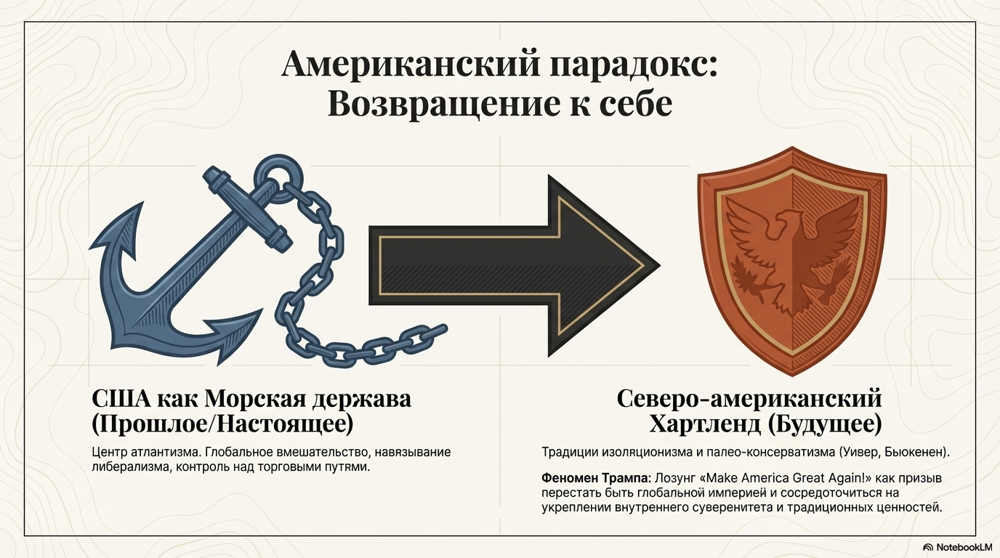 Американский парадокс:
Возвращение к себе
США как Морская держава
(Прошлое/Настоящее)
Центр атлантизма. Глобальное вмешательство, навязывание
либерализма, контроль над торговыми путями.
Северо-американский
Хартленд (Будущее)
Традиции изоляционизма и палео-консерватизма (Уивер, Бьюкенен).
Феномен Трампа: Лозунг «Make America Great Again!» как призыв
перестать быть глобальной империей и сосредоточиться на
укреплении внутреннего суверенитета и традиционных ценностей.
NotebookLM